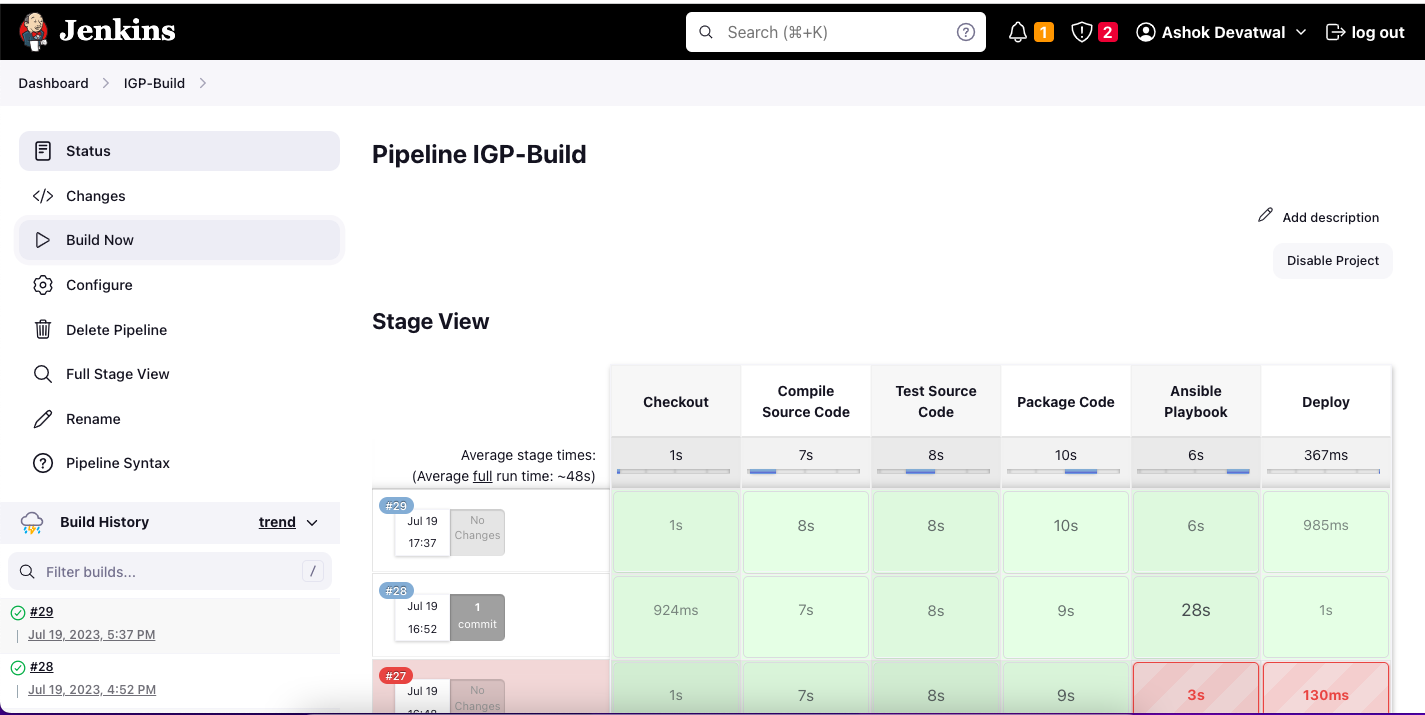 Jenkins
Search (⌘+K)
?
1
2
Ashok Devatwal
log out
Dashboard
IGP-Build
Status
Changes
Build Now
Configure
Delete Pipeline
Full Stage View
Rename
Pipeline Syntax
Build History
trend
Filter builds...
/
#29
Jul 19, 2023, 5:37 PM
#28
Jul 19, 2023, 4:52 PM
Pipeline IGP-Build
Add description
Disable Project
Stage View
Checkout
Compile
Source Code
Test Source
Code
Package Code
Ansible
Playbook
Deploy
Average stage times:
(Average full run time: ~48s)
1s
7s
8s
10s
6s
367ms
#29
Jul 19
17:37
No
Changes
1s
8s
8s
10s
6s
985ms
#28
Jul 19
16:52
1
commit
924ms
7s
8s
9s
28s
1s
#27
Jul 19
16:48
No
Changes
1s
7s
8s
9s
3s
130ms